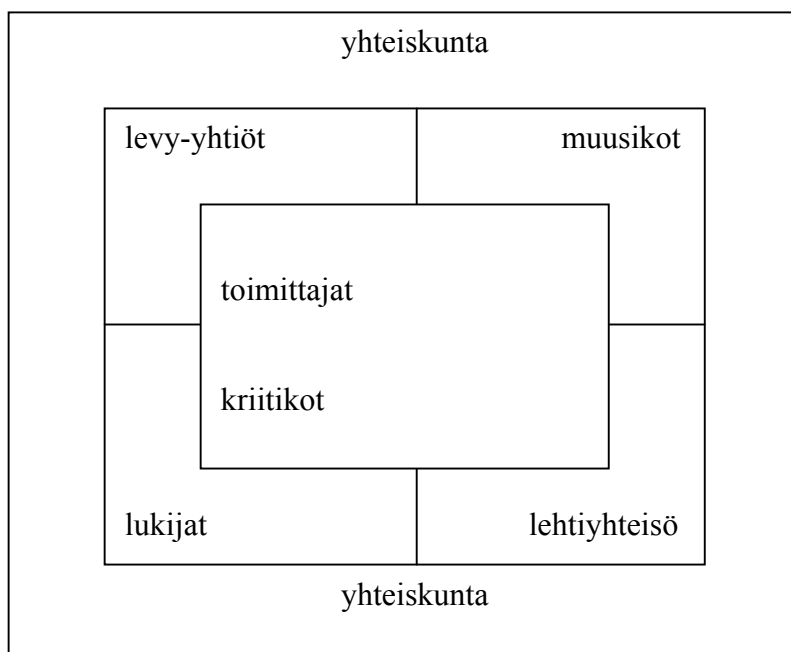 yhteiskunta
levy-yhtiöt muusikot
toimittajat
kriitikot
lukijat lehtiyhteisö
yhteiskunta